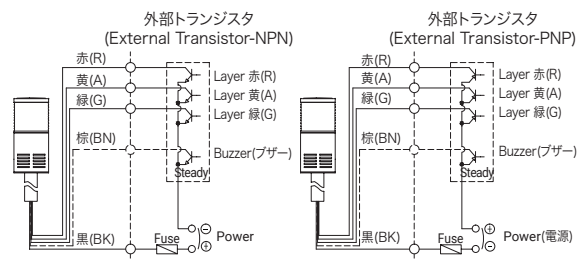 外部トランジスタ
(External Transistor-NPN)
赤(R)
黄(A)
緑(G)
棕(BN)
黒(BK)
Layer 赤(R)
Layer 黄(A)
Layer 緑(G)
Buzzer(ブザー)
Steady
Fuse
Power
外部トランジスタ
(External Transistor-PNP)
赤(R)
黄(A)
緑(G)
棕(BN)
黒(BK)
Layer 赤(R)
Layer 黄(A)
Layer 緑(G)
Buzzer(ブザー)
Steady
Fuse
Power(電源)